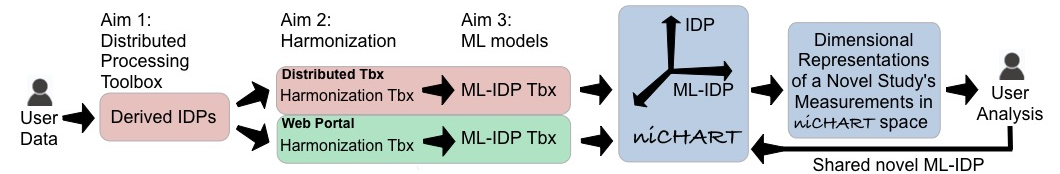 Aim 1:
Distributed
Processing
Toolbox
Aim 2:
Harmonization
Aim 3:
ML models
User
Data
Derived IDPs
Distributed Tbx
Harmonization Tbx
ML-IDP Tbx
Web Portal
Harmonization Tbx
ML-IDP Tbx
IDP
ML-IDP
niCHART
Dimensional
Representations
of a Novel Study's
Measurements in
niCHART space
User
Analysis
Shared novel ML-IDP